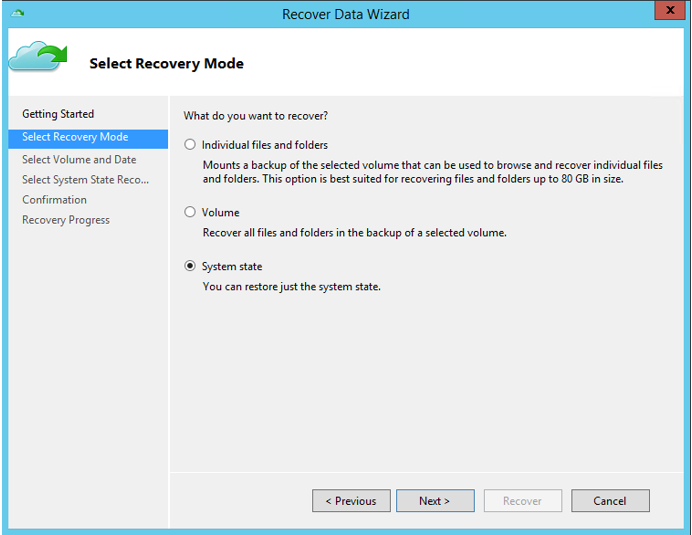 Recover Data Wizard
x
Select Recovery Mode
Getting Started
Select Recovery Mode
Select Volume and Date
Select System State Reco...
Confirmation
Recovery Progress
What do you want to recover?
Individual files and folders
Mounts a backup of the selected volume that can be used to browse and recover individual files
and folders. This option is best suited for recovering files and folders up to 80 GB in size.
Volume
Recover all files and folders in the backup of a selected volume.
System state
You can restore just the system state.
< Previous
Next >
Recover
Cancel